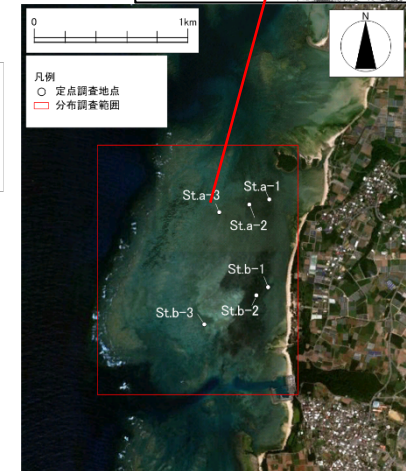 0 1km
N
凡例
定点調査地点
分布調査範囲
St.a-1
St.a-3
St.a-2
St.b-1
St.b-2
St.b-3